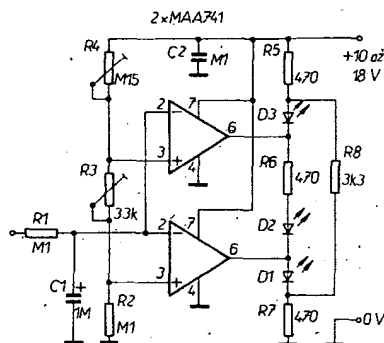 2×MAA741
R4
M15
C2
M1
R5
470
+10 až
18 V
D3
2
7
3
4
6
R3
33k
R6
470
R8
3k3
R1
M1
2
7
3
4
6
D2
D1
C1
+
1M
R2
M1
R7
470
0V